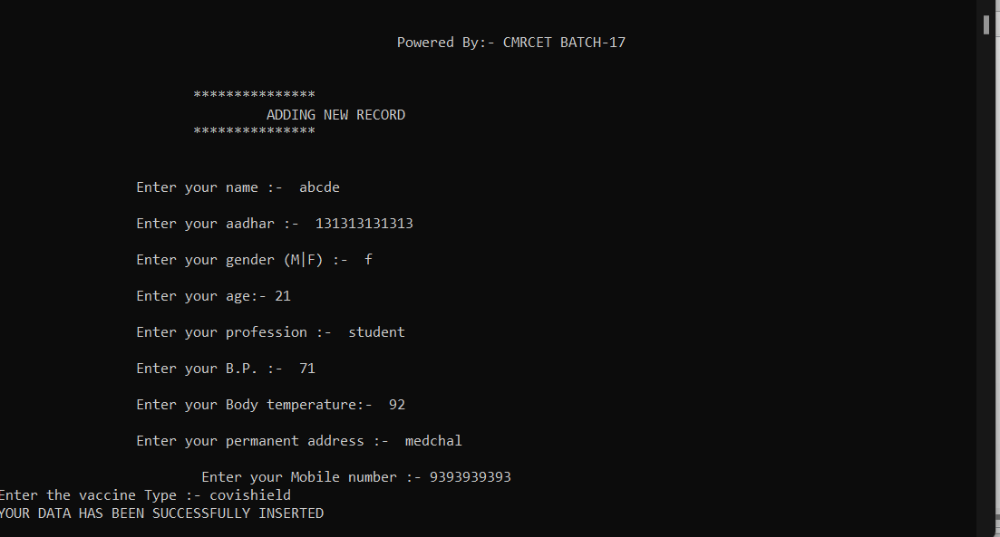 Powered By:- CMRCET BATCH-17
***************
ADDING NEW RECORD
***************
Enter your name :-  abcde
Enter your aadhar :-  131313131313
Enter your gender (M|F) :-  f
Enter your age:- 21
Enter your profession :-  student
Enter your B.P. :-  71
Enter your Body temperature:-  92
Enter your permanent address :-  medchal
Enter your Mobile number :- 9393939393
Enter the vaccine Type :- covishield
YOUR DATA HAS BEEN SUCCESSFULLY INSERTED